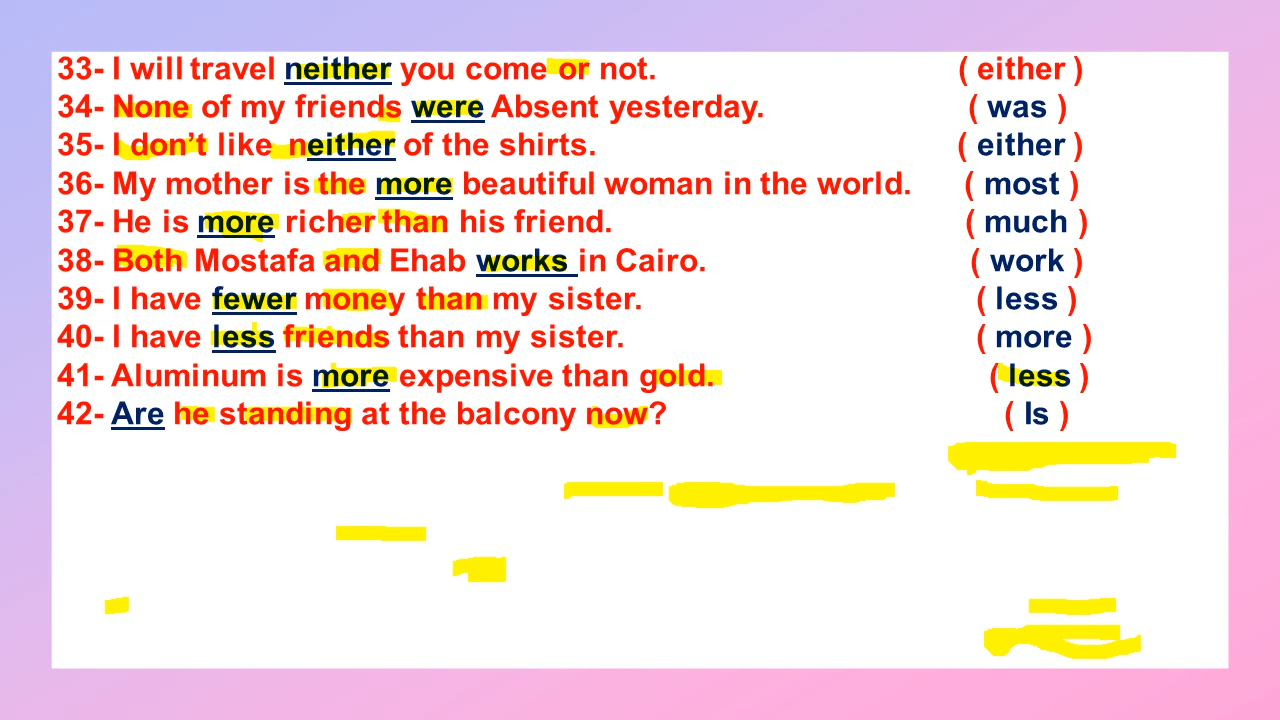 33- I will travel neither you come or not. ( either )
34- None of my friends were Absent yesterday. ( was )
35- I don’t like neither of the shirts. ( either )
36- My mother is the more beautiful woman in the world. ( most )
37- He is more richer than his friend. ( much )
38- Both Mostafa and Ehab works in Cairo. ( work )
39- I have fewer money than my sister. ( less )
40- I have less friends than my sister. ( more )
41- Aluminum is more expensive than gold. ( less )
42- Are he standing at the balcony now? ( Is )